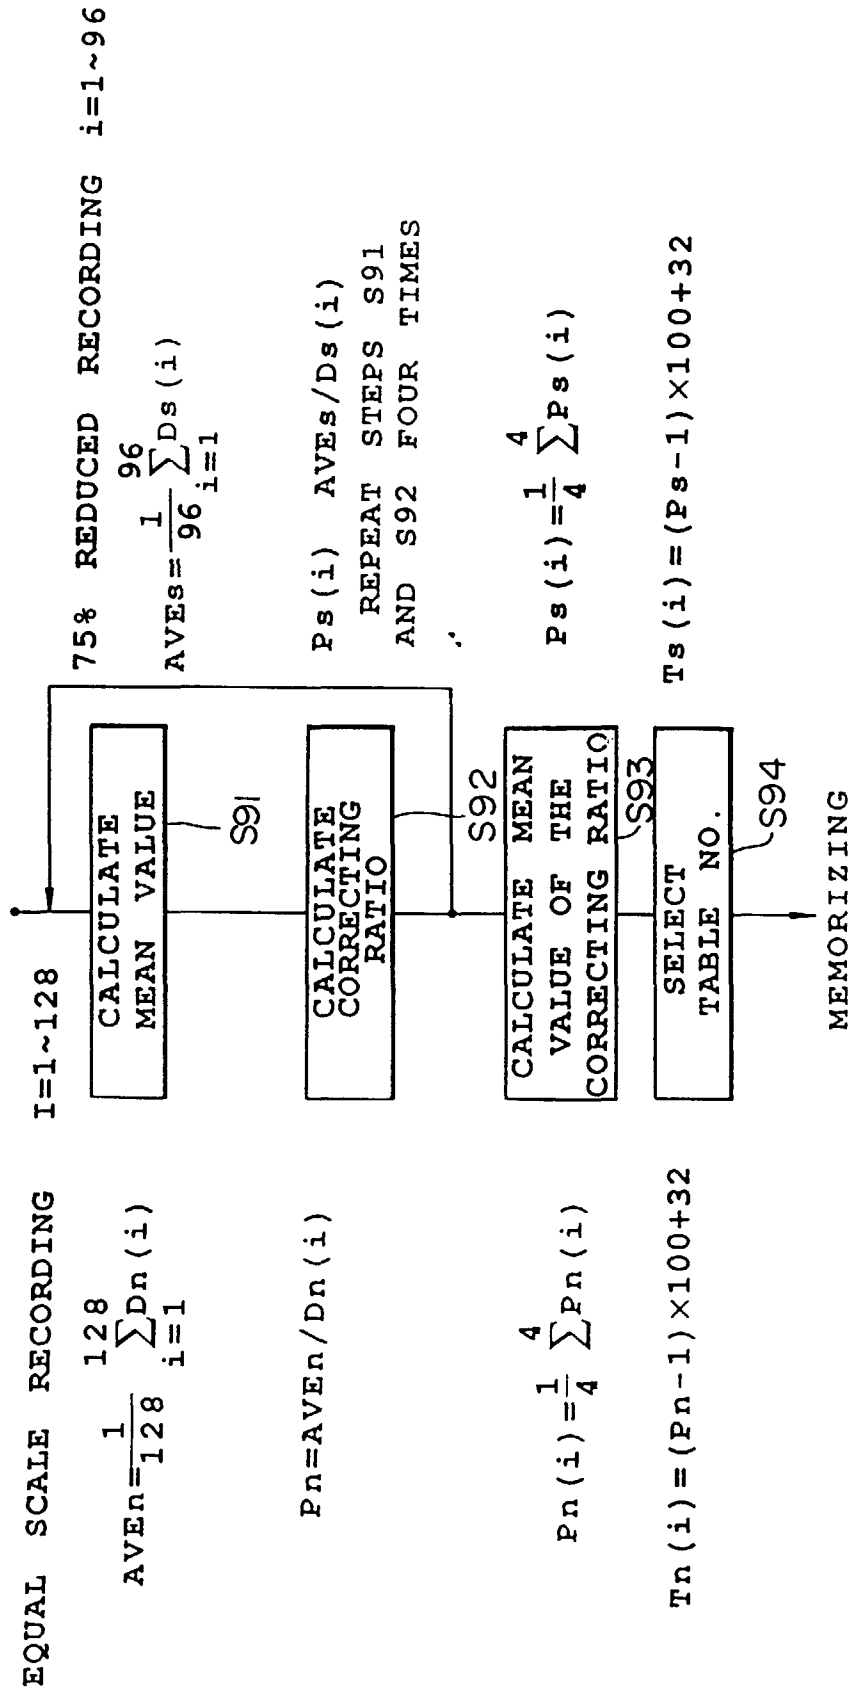 EQUAL SCALE RECORDING I=1~128
75% REDUCED RECORDING i=1~96
AVEn=1/128 128∑i=1 Dn(i)
CALCULATE
MEAN VALUE
S91
AVEs=1/96 96∑i=1 Ds(i)
Pn=AVEn/Dn(i)
CALCULATE
CORRECTING
RATIO
S92
Ps(i) AVEs/Ds(i)
REPEAT STEPS S91
AND S92 FOUR TIMES
Pn(i)=1/4 4∑Pn(i)
CALCULATE MEAN
VALUE OF THE
CORRECTING RATIO
S93
Ps(i)=1/4 4∑Ps(i)
Tn(i)=(Pn-1)×100+32
SELECT
TABLE NO.
S94
Ts(i)=(Ps-1)×100+32
MEMORIZING